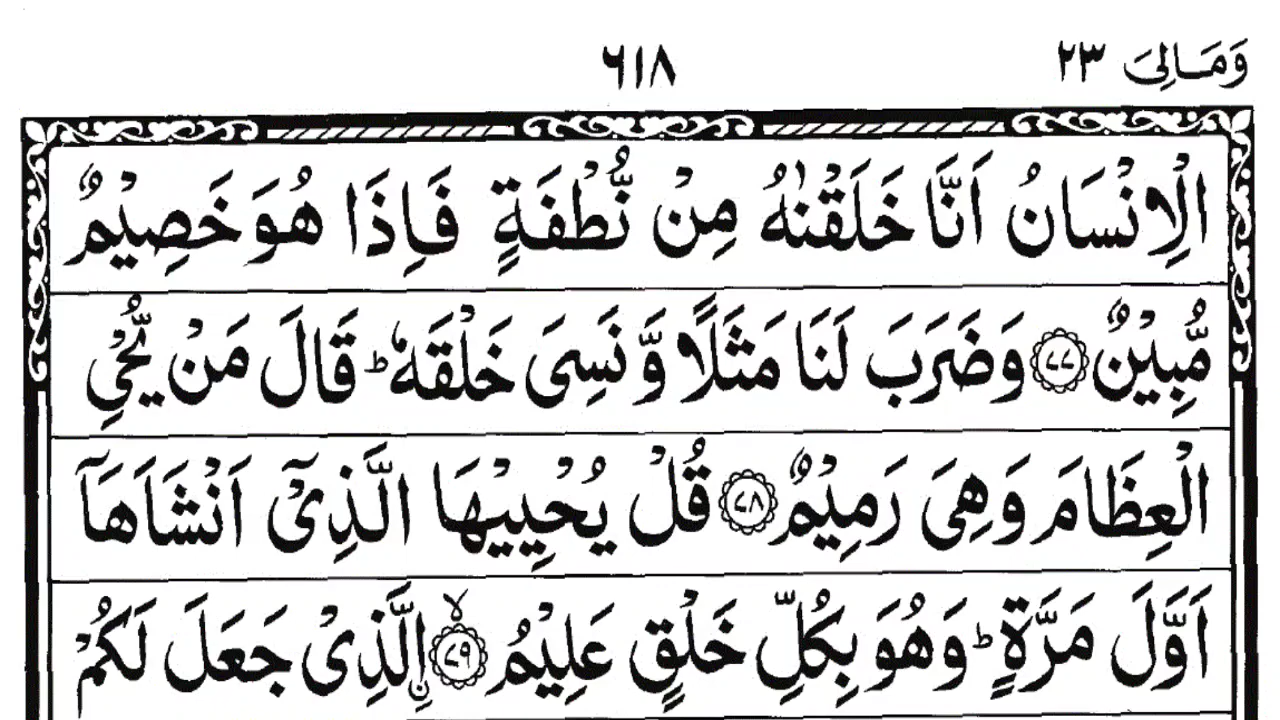 وَمَالِىَ ٢٣
٦١٨
الْاِنْسَانُ اَنَّا خَلَقْنٰهُ مِنْ نُّطْفَةٍ فَاِذَا هُوَ خَصِيْمٌ
مُّبِيْنٌ ۝٧٧ وَضَرَبَ لَنَا مَثَلًا وَّنَسِىَ خَلْقَهٗ ؕ قَالَ مَنْ يُّحْىِ
الْعِظَامَ وَهِىَ رَمِيْمٌ ۝٧٨ قُلْ يُحْيِيْهَا الَّذِىْٓ اَنْشَاَهَآ
اَوَّلَ مَرَّةٍ ؕ وَهُوَ بِكُلِّ خَلْقٍ عَلِيْمُ ۝٧٩ۙ اِ۟لَّذِىْ جَعَلَ لَكُمْ